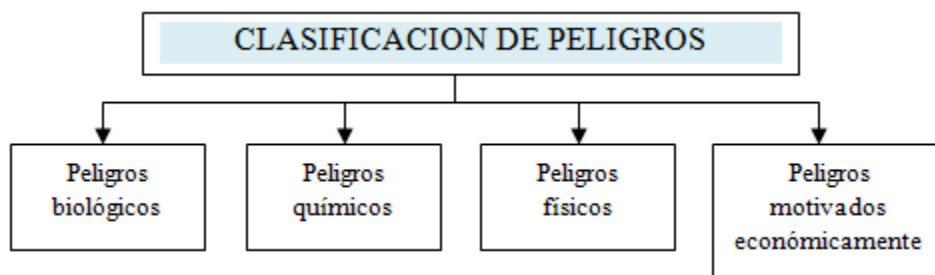 CLASIFICACION DE PELIGROS
Peligros
biológicos
Peligros
químicos
Peligros
físicos
Peligros
motivados
económicamente